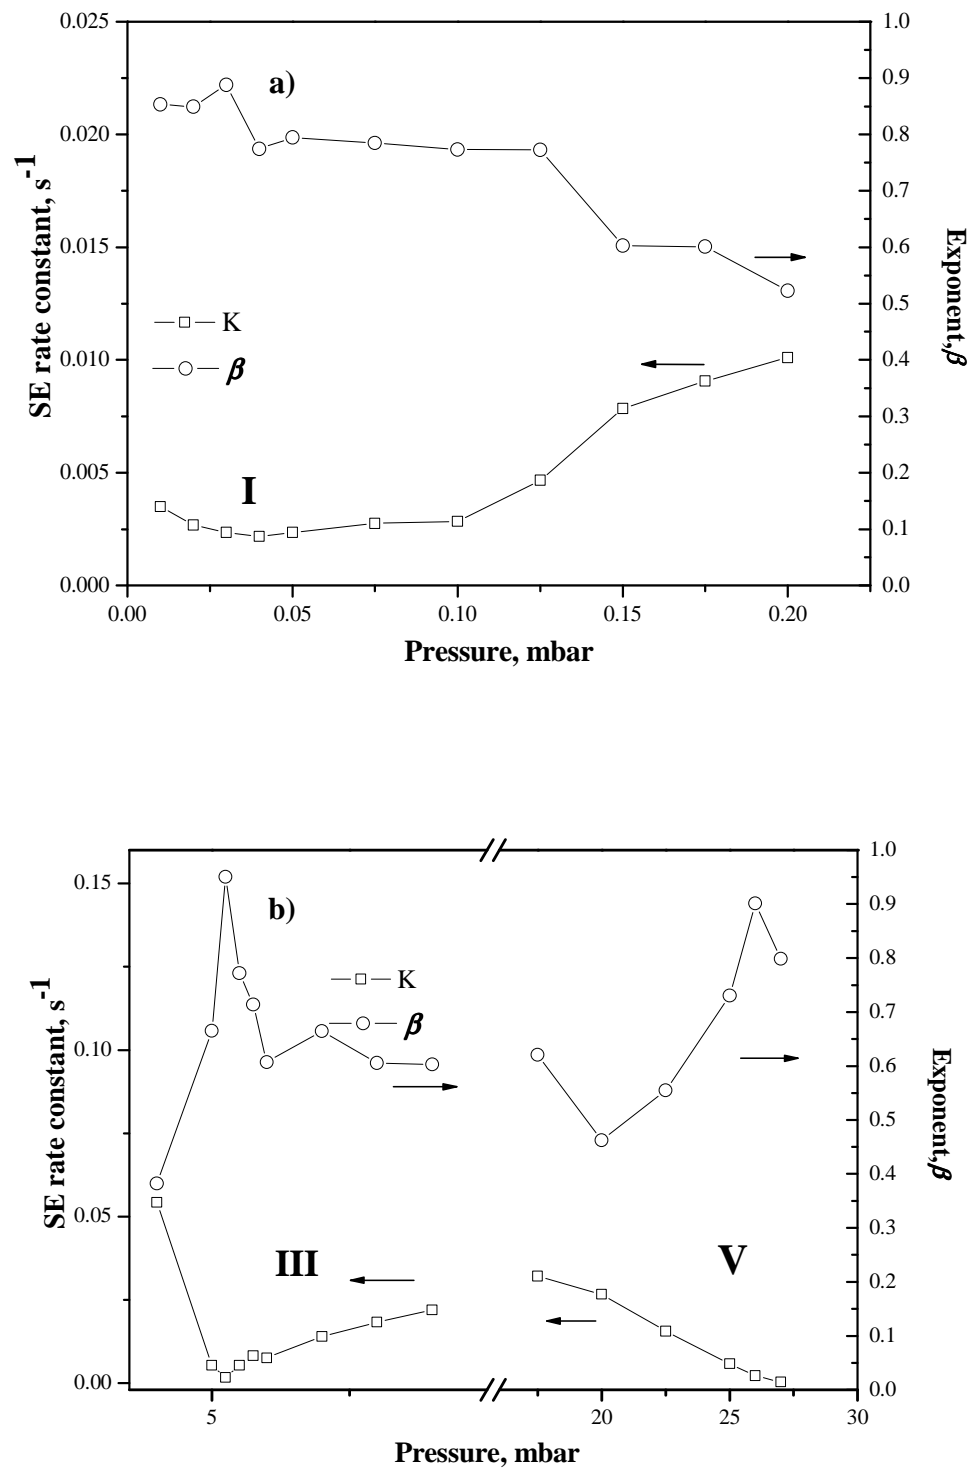 a)
0.025
0.020
0.015
0.010
0.005
0.000
SE rate constant, s⁻¹
1.0
0.9
0.8
0.7
0.6
0.5
0.4
0.3
0.2
0.1
0.0
Exponent, β
K
β
I
0.00 0.05 0.10 0.15 0.20
Pressure, mbar
b)
0.15
0.10
0.05
0.00
SE rate constant, s⁻¹
1.0
0.9
0.8
0.7
0.6
0.5
0.4
0.3
0.2
0.1
0.0
Exponent, β
K
β
III
V
5 20 25 30
Pressure, mbar